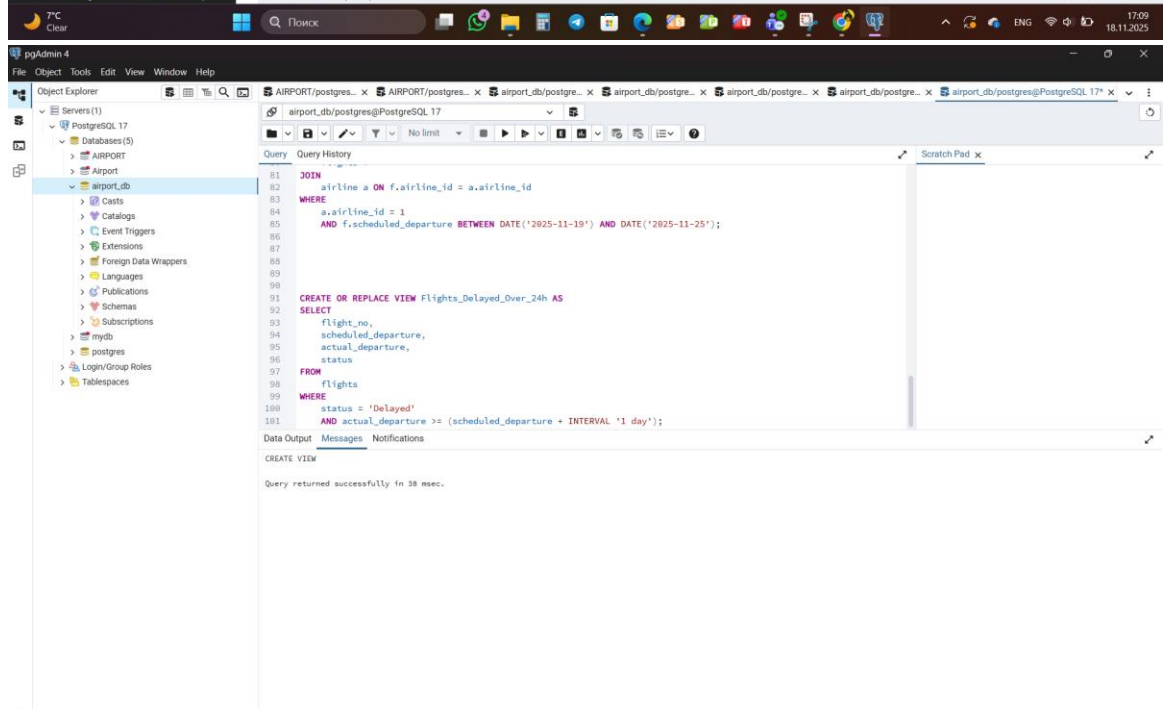 7°C
Clear
Поиск
4
ENG
17:09
18.11.2025
pgAdmin 4
File Object Tools Edit View Window Help
Object Explorer
AIRPORT/postgres... AIRPORT/postgres... airport_db/postgre... airport_db/postgre... airport_db/postgre... airport_db/postgre... airport_db/postgres@PostgreSQL 17*
Servers (1)
PostgreSQL 17
Databases (5)
AIRPORT
Airport
airport_db
Casts
Catalogs
Event Triggers
Extensions
Foreign Data Wrappers
Languages
Publications
Schemas
Subscriptions
mydb
postgres
Login/Group Roles
Tablespaces
airport_db/postgres@PostgreSQL 17
No limit
Query Query History
Scratch Pad
81 JOIN
82 airline a ON f.airline_id = a.airline_id
83 WHERE
84 a.airline_id = 1
85 AND f.scheduled_departure BETWEEN DATE('2025-11-19') AND DATE('2025-11-25');
86
87
88
89
90
91 CREATE OR REPLACE VIEW Flights_Delayed_Over_24h AS
92 SELECT
93 flight_no,
94 scheduled_departure,
95 actual_departure,
96 status
97 FROM
98 flights
99 WHERE
100 status = 'Delayed'
101 AND actual_departure >= (scheduled_departure + INTERVAL '1 day');
Data Output Messages Notifications
CREATE VIEW
Query returned successfully in 38 msec.